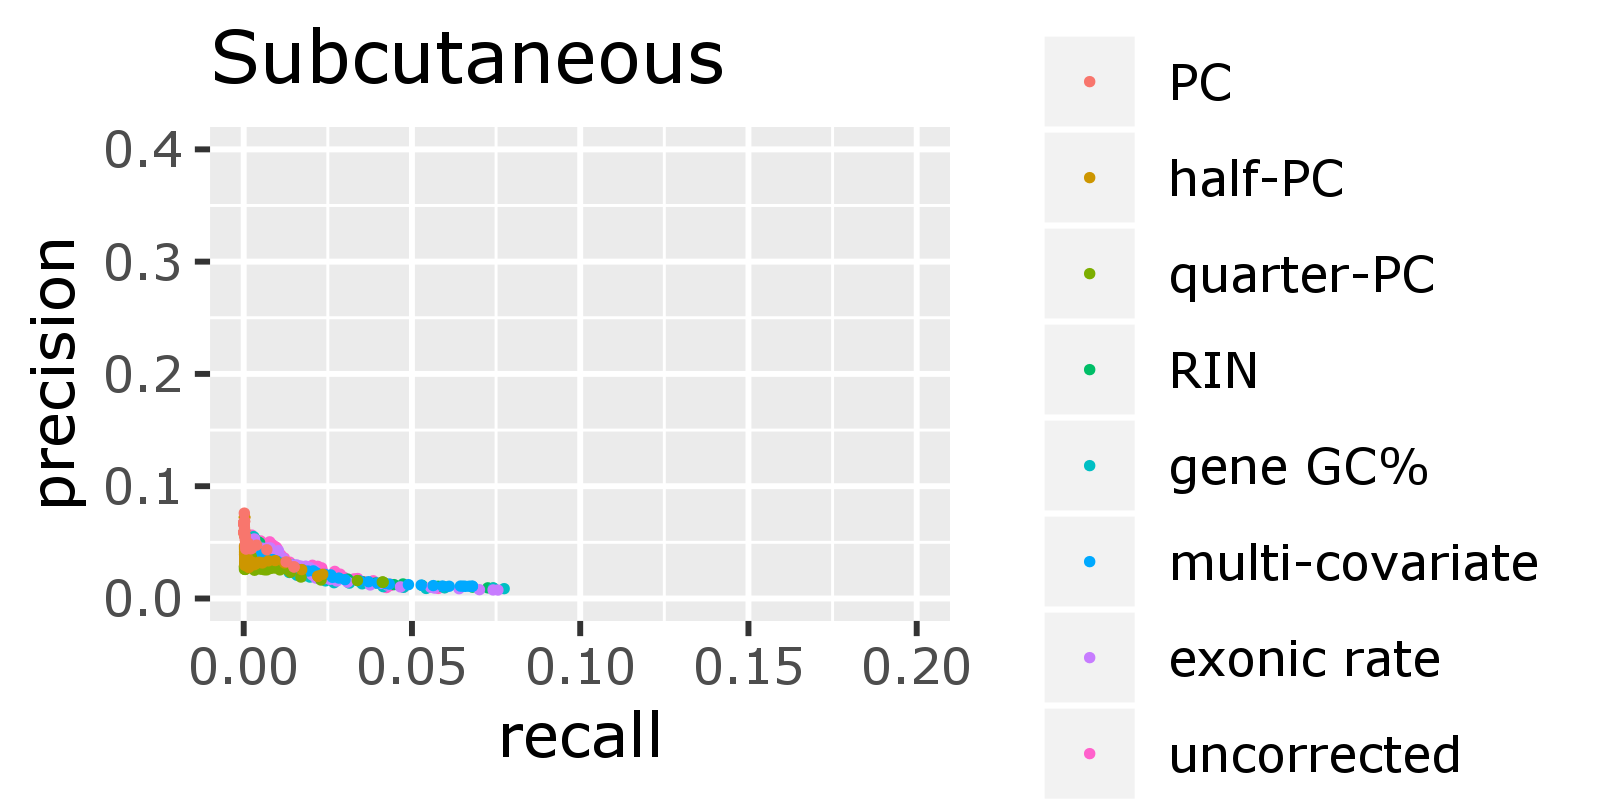 Subcutaneous
precision
0.4
0.3
0.2
0.1
0.0
0.00 0.05 0.10 0.15 0.20
recall
PC
half-PC
quarter-PC
RIN
gene GC%
multi-covariate
exonic rate
uncorrected